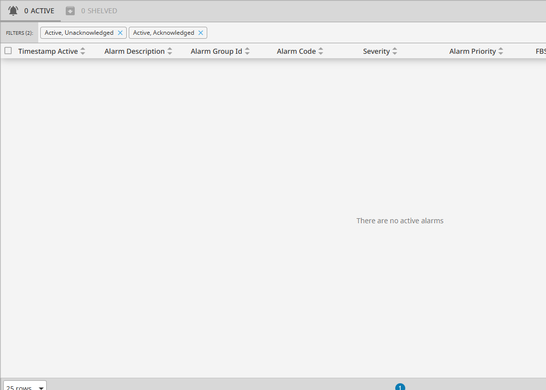 0 ACTIVE 0 SHELVED
FILTERS (2): Active, Unacknowledged Active, Acknowledged
Timestamp Active Alarm Description Alarm Group Id Alarm Code Severity Alarm Priority FBS
There are no active alarms
25 rows 1